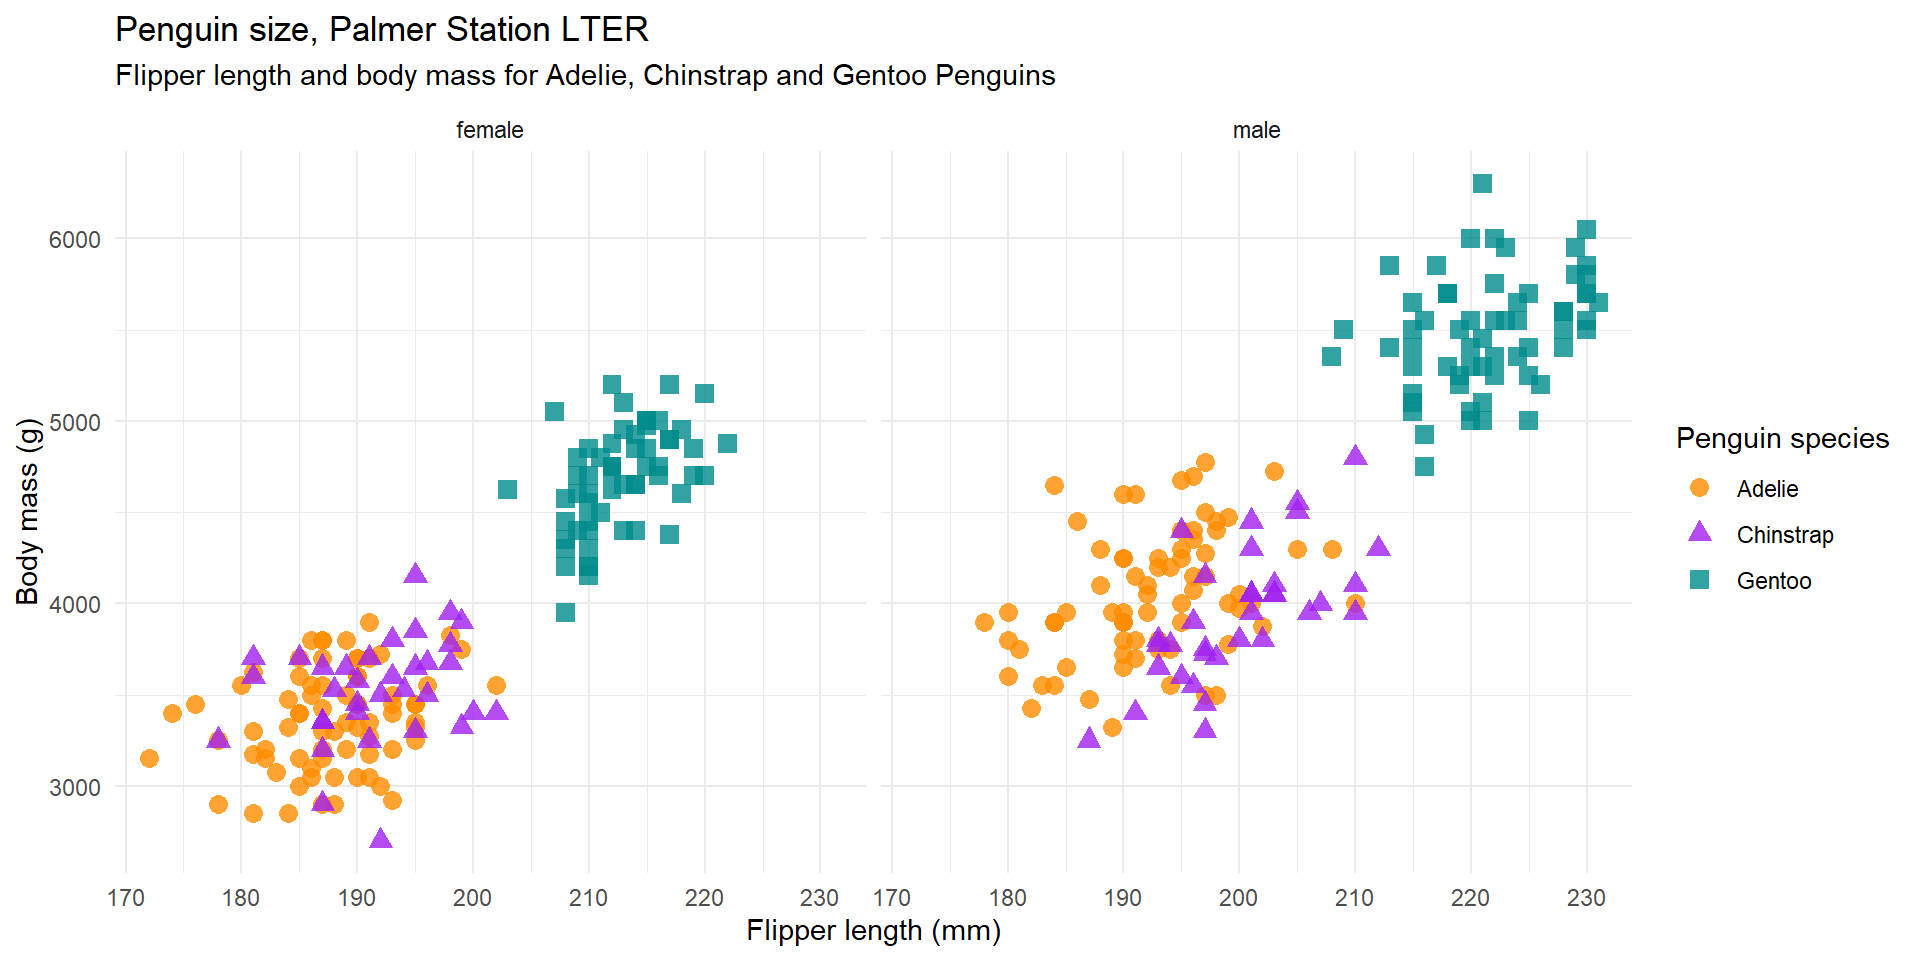 Penguin size, Palmer Station LTER
Flipper length and body mass for Adelie, Chinstrap and Gentoo Penguins
female
male
6000
5000
4000
3000
Body mass (g)
170 180 190 200 210 220 230
170 180 190 200 210 220 230
Flipper length (mm)
Penguin species
Adelie
Chinstrap
Gentoo